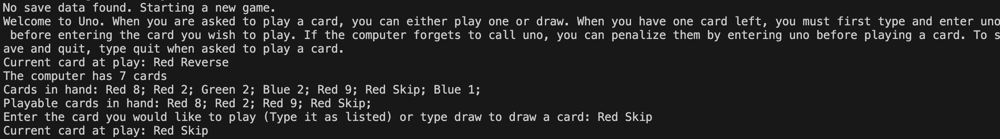 No save data found. Starting a new game.
Welcome to Uno. When you are asked to play a card, you can either play one or draw. When you have one card left, you must first type and enter uno
 before entering the card you wish to play. If the computer forgets to call uno, you can penalize them by entering uno before playing a card. To s
ave and quit, type quit when asked to play a card.
Current card at play: Red Reverse
The computer has 7 cards
Cards in hand: Red 8; Red 2; Green 2; Blue 2; Red 9; Red Skip; Blue 1;
Playable cards in hand: Red 8; Red 2; Red 9; Red Skip;
Enter the card you would like to play (Type it as listed) or type draw to draw a card: Red Skip
Current card at play: Red Skip